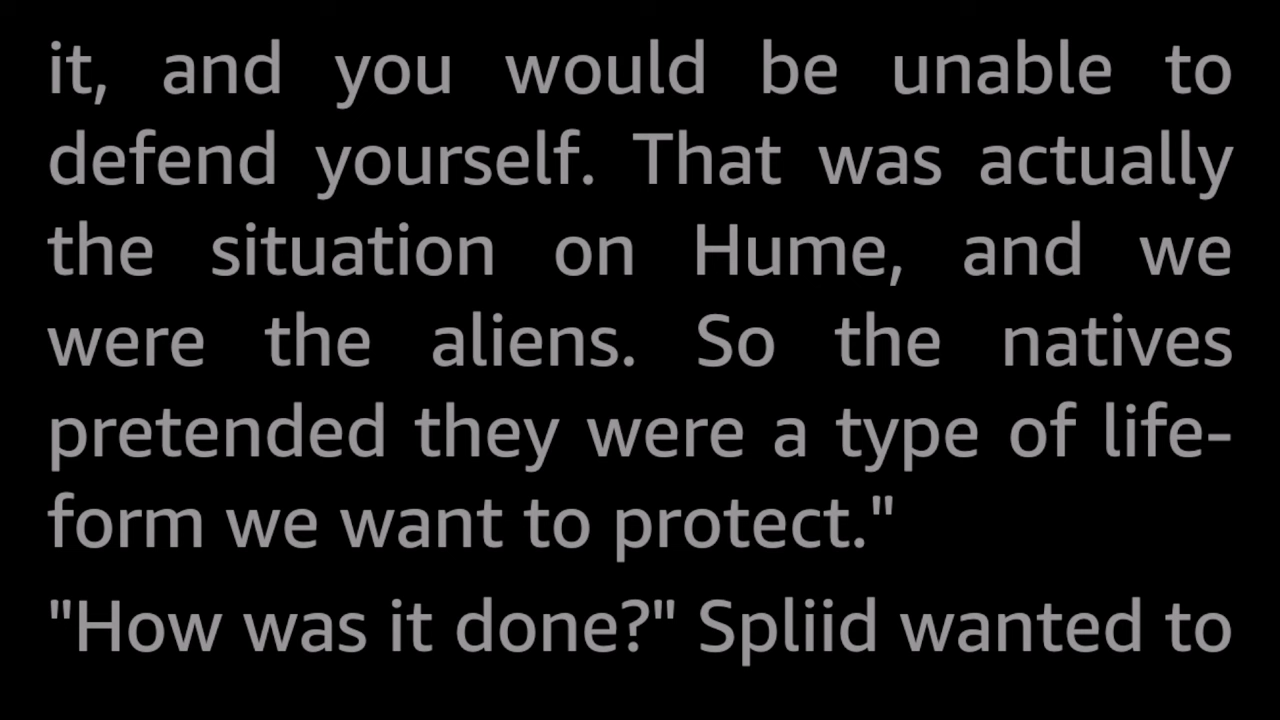 it, and you would be unable to
defend yourself. That was actually
the situation on Hume, and we
were the aliens. So the natives
pretended they were a type of life-
form we want to protect."
"How was it done?" Spliid wanted to